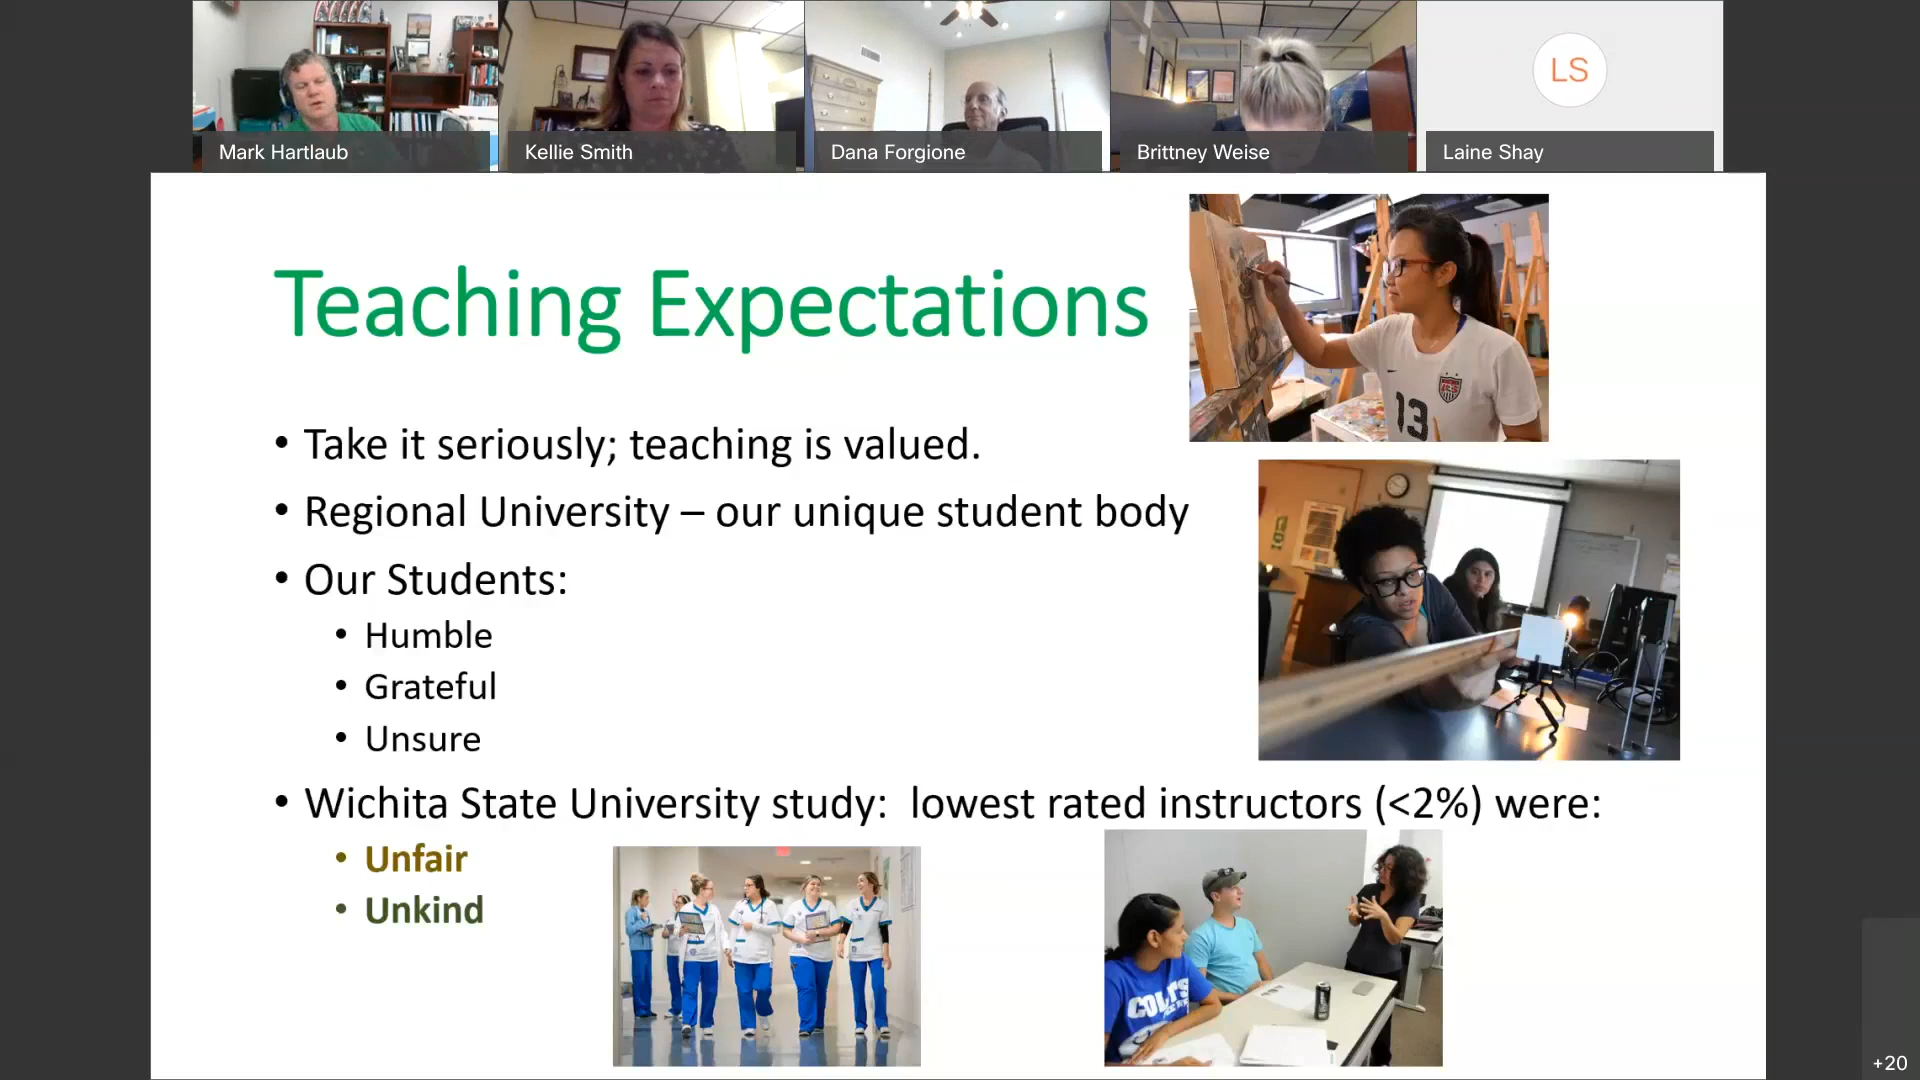 Mark Hartlaub
Kellie Smith
Dana Forgione
Brittney Weise
LS
Laine Shay
Teaching Expectations
13
• Take it seriously; teaching is valued.
• Regional University – our unique student body
• Our Students:
• Humble
• Grateful
• Unsure
• Wichita State University study:  lowest rated instructors (<2%) were:
• Unfair
• Unkind
COLTS
+20